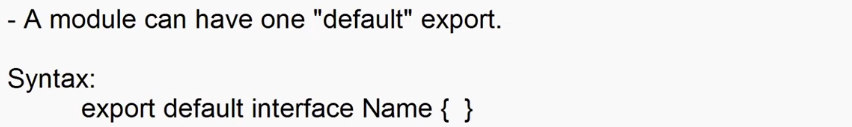 - A module can have one "default" export.
Syntax:
export default interface Name {  }